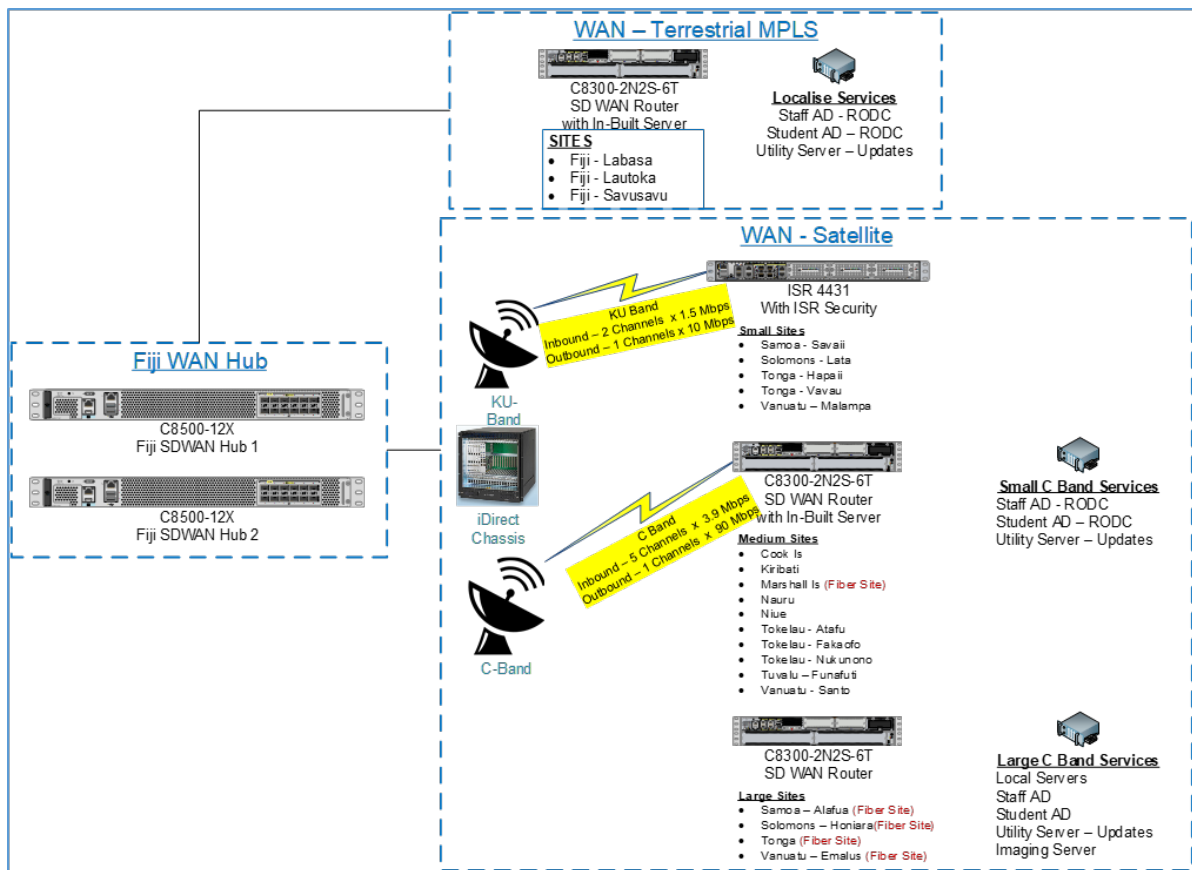 WAN – Terrestrial MPLS
C8300-2N2S-6T
SD WAN Router
with In-Built Server
SITES
• Fiji - Labasa
• Fiji - Lautoka
• Fiji - Savusavu
Localise Services
Staff AD - RODC
Student AD – RODC
Utility Server – Updates
WAN - Satellite
ISR 4431
With ISR Security
KU Band
Inbound – 2 Channels x 1.5 Mbps
Outbound – 1 Channels x 10 Mbps
Small Sites
• Samoa - Savaii
• Solomons - Lata
• Tonga - Hapaii
• Tonga - Vavau
• Vanuatu – Malampa
KU-
Band
Fiji WAN Hub
C8500-12X
Fiji SDWAN Hub 1
C8500-12X
Fiji SDWAN Hub 2
iDirect
Chassis
C Band
Inbound – 5 Channels x 3.9 Mbps
Outbound – 1 Channels x 90 Mbps
C-Band
C8300-2N2S-6T
SD WAN Router
with In-Built Server
Medium Sites
• Cook Is
• Kiribati
• Marshall Is (Fiber Site)
• Nauru
• Niue
• Tokelau - Atafu
• Tokelau - Fakaofo
• Tokelau - Nukunono
• Tuvalu – Funafuti
• Vanuatu - Santo
Small C Band Services
Staff AD - RODC
Student AD – RODC
Utility Server – Updates
C8300-2N2S-6T
SD WAN Router
Large Sites
• Samoa – Alafua (Fiber Site)
• Solomons – Honiara(Fiber Site)
• Tonga (Fiber Site)
• Vanuatu – Emalus (Fiber Site)
Large C Band Services
Local Servers
Staff AD
Student AD
Utility Server – Updates
Imaging Server